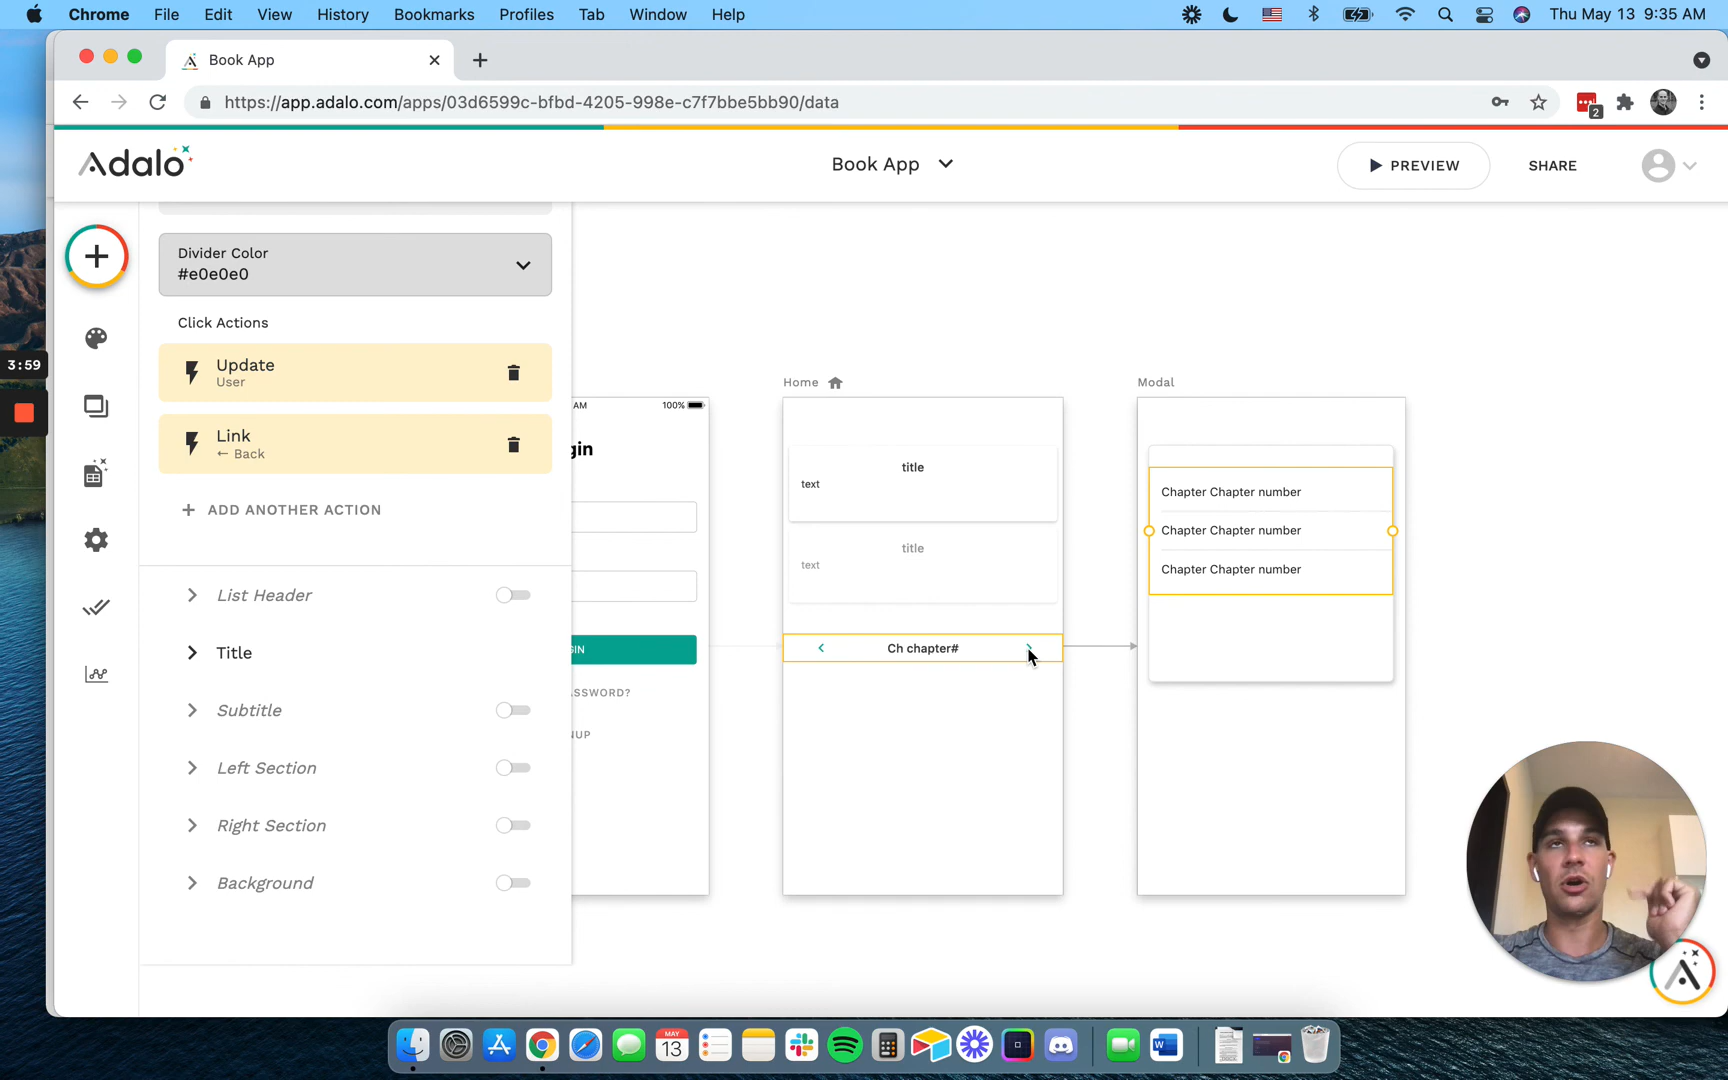 Chrome File Edit View History Bookmarks Profiles Tab Window Help Thu May 13 9:35 AM
Book App
https://app.adalo.com/apps/03d6599c-bfbd-4205-998e-c7f7bbe5bb90/data
2
Adalo
Book App
PREVIEW
SHARE
Divider Color
#e0e0e0
Click Actions
Update
User
Link
← Back
+ ADD ANOTHER ACTION
List Header
Title
Subtitle
Left Section
Right Section
Background
3:59
AM 100%
gin
GIN
ASSWORD?
NUP
Home
title
text
title
text
Ch chapter#
Modal
Chapter Chapter number
Chapter Chapter number
Chapter Chapter number
MAY
13
W